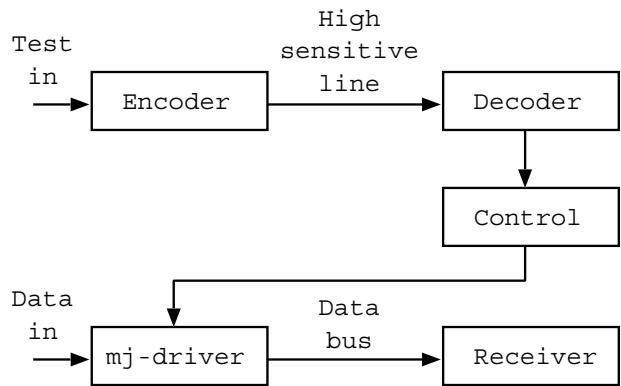 Test
in
Encoder
High
sensitive
line
Decoder
Control
Data
in
mj-driver
Data
bus
Receiver